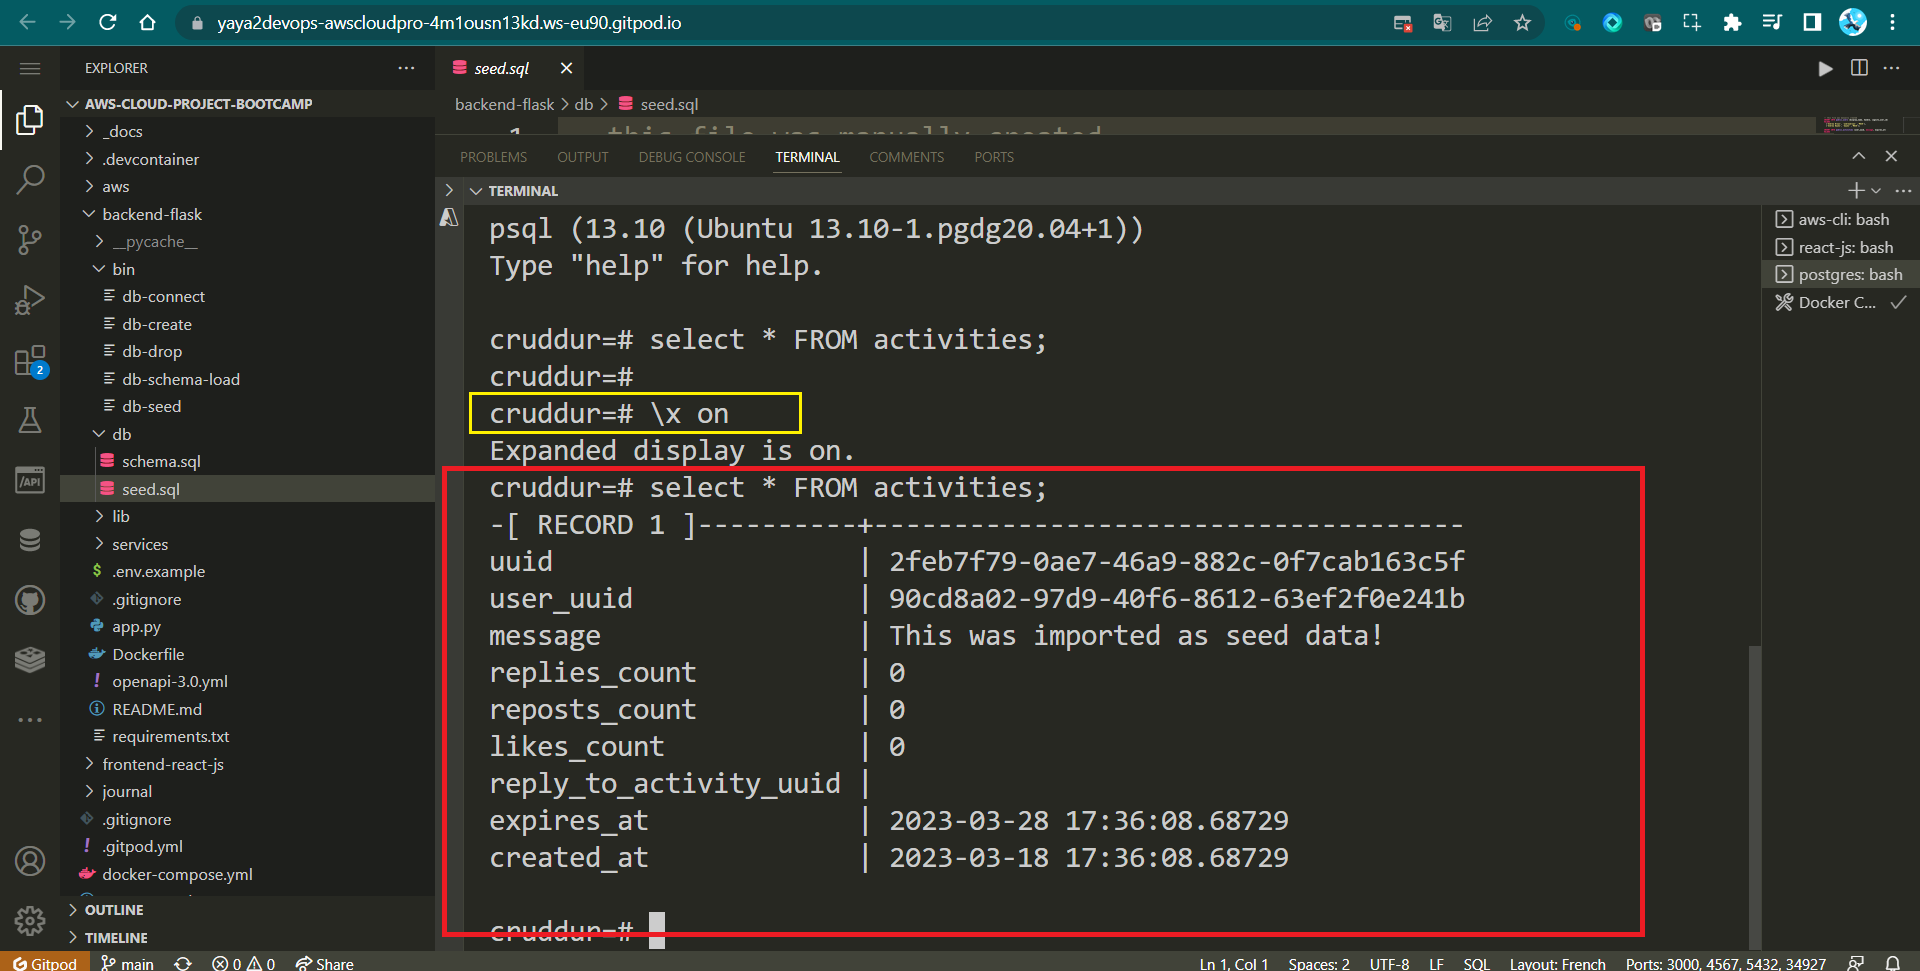 yaya2devops-awscloudpro-4m1ousn13kd.ws-eu90.gitpod.io
EXPLORER
AWS-CLOUD-PROJECT-BOOTCAMP
_docs
.devcontainer
aws
backend-flask
__pycache__
bin
db-connect
db-create
db-drop
db-schema-load
db-seed
db
schema.sql
seed.sql
lib
services
.env.example
.gitignore
app.py
Dockerfile
openapi-3.0.yml
README.md
requirements.txt
frontend-react-js
journal
.gitignore
.gitpod.yml
docker-compose.yml
OUTLINE
TIMELINE
2
/API
seed.sql
backend-flask > db > seed.sql
1 this file was manually created
PROBLEMS OUTPUT DEBUG CONSOLE TERMINAL COMMENTS PORTS
TERMINAL
psql (13.10 (Ubuntu 13.10-1.pgdg20.04+1))
Type "help" for help.
cruddur=# select * FROM activities;
cruddur=#
cruddur=# \x on
Expanded display is on.
cruddur=# select * FROM activities;
-[ RECORD 1 ]----------+-------------------------------------
uuid | 2feb7f79-0ae7-46a9-882c-0f7cab163c5f
user_uuid | 90cd8a02-97d9-40f6-8612-63ef2f0e241b
message | This was imported as seed data!
replies_count | 0
reposts_count | 0
likes_count | 0
reply_to_activity_uuid |
expires_at | 2023-03-28 17:36:08.68729
created_at | 2023-03-18 17:36:08.68729
cruddur=#
aws-cli: bash
react-js: bash
postgres: bash
Docker C...
Gitpod main 0 0 Share Ln 1, Col 1 Spaces: 2 UTF-8 LF SQL Layout: French Ports: 3000, 4567, 5432, 34927